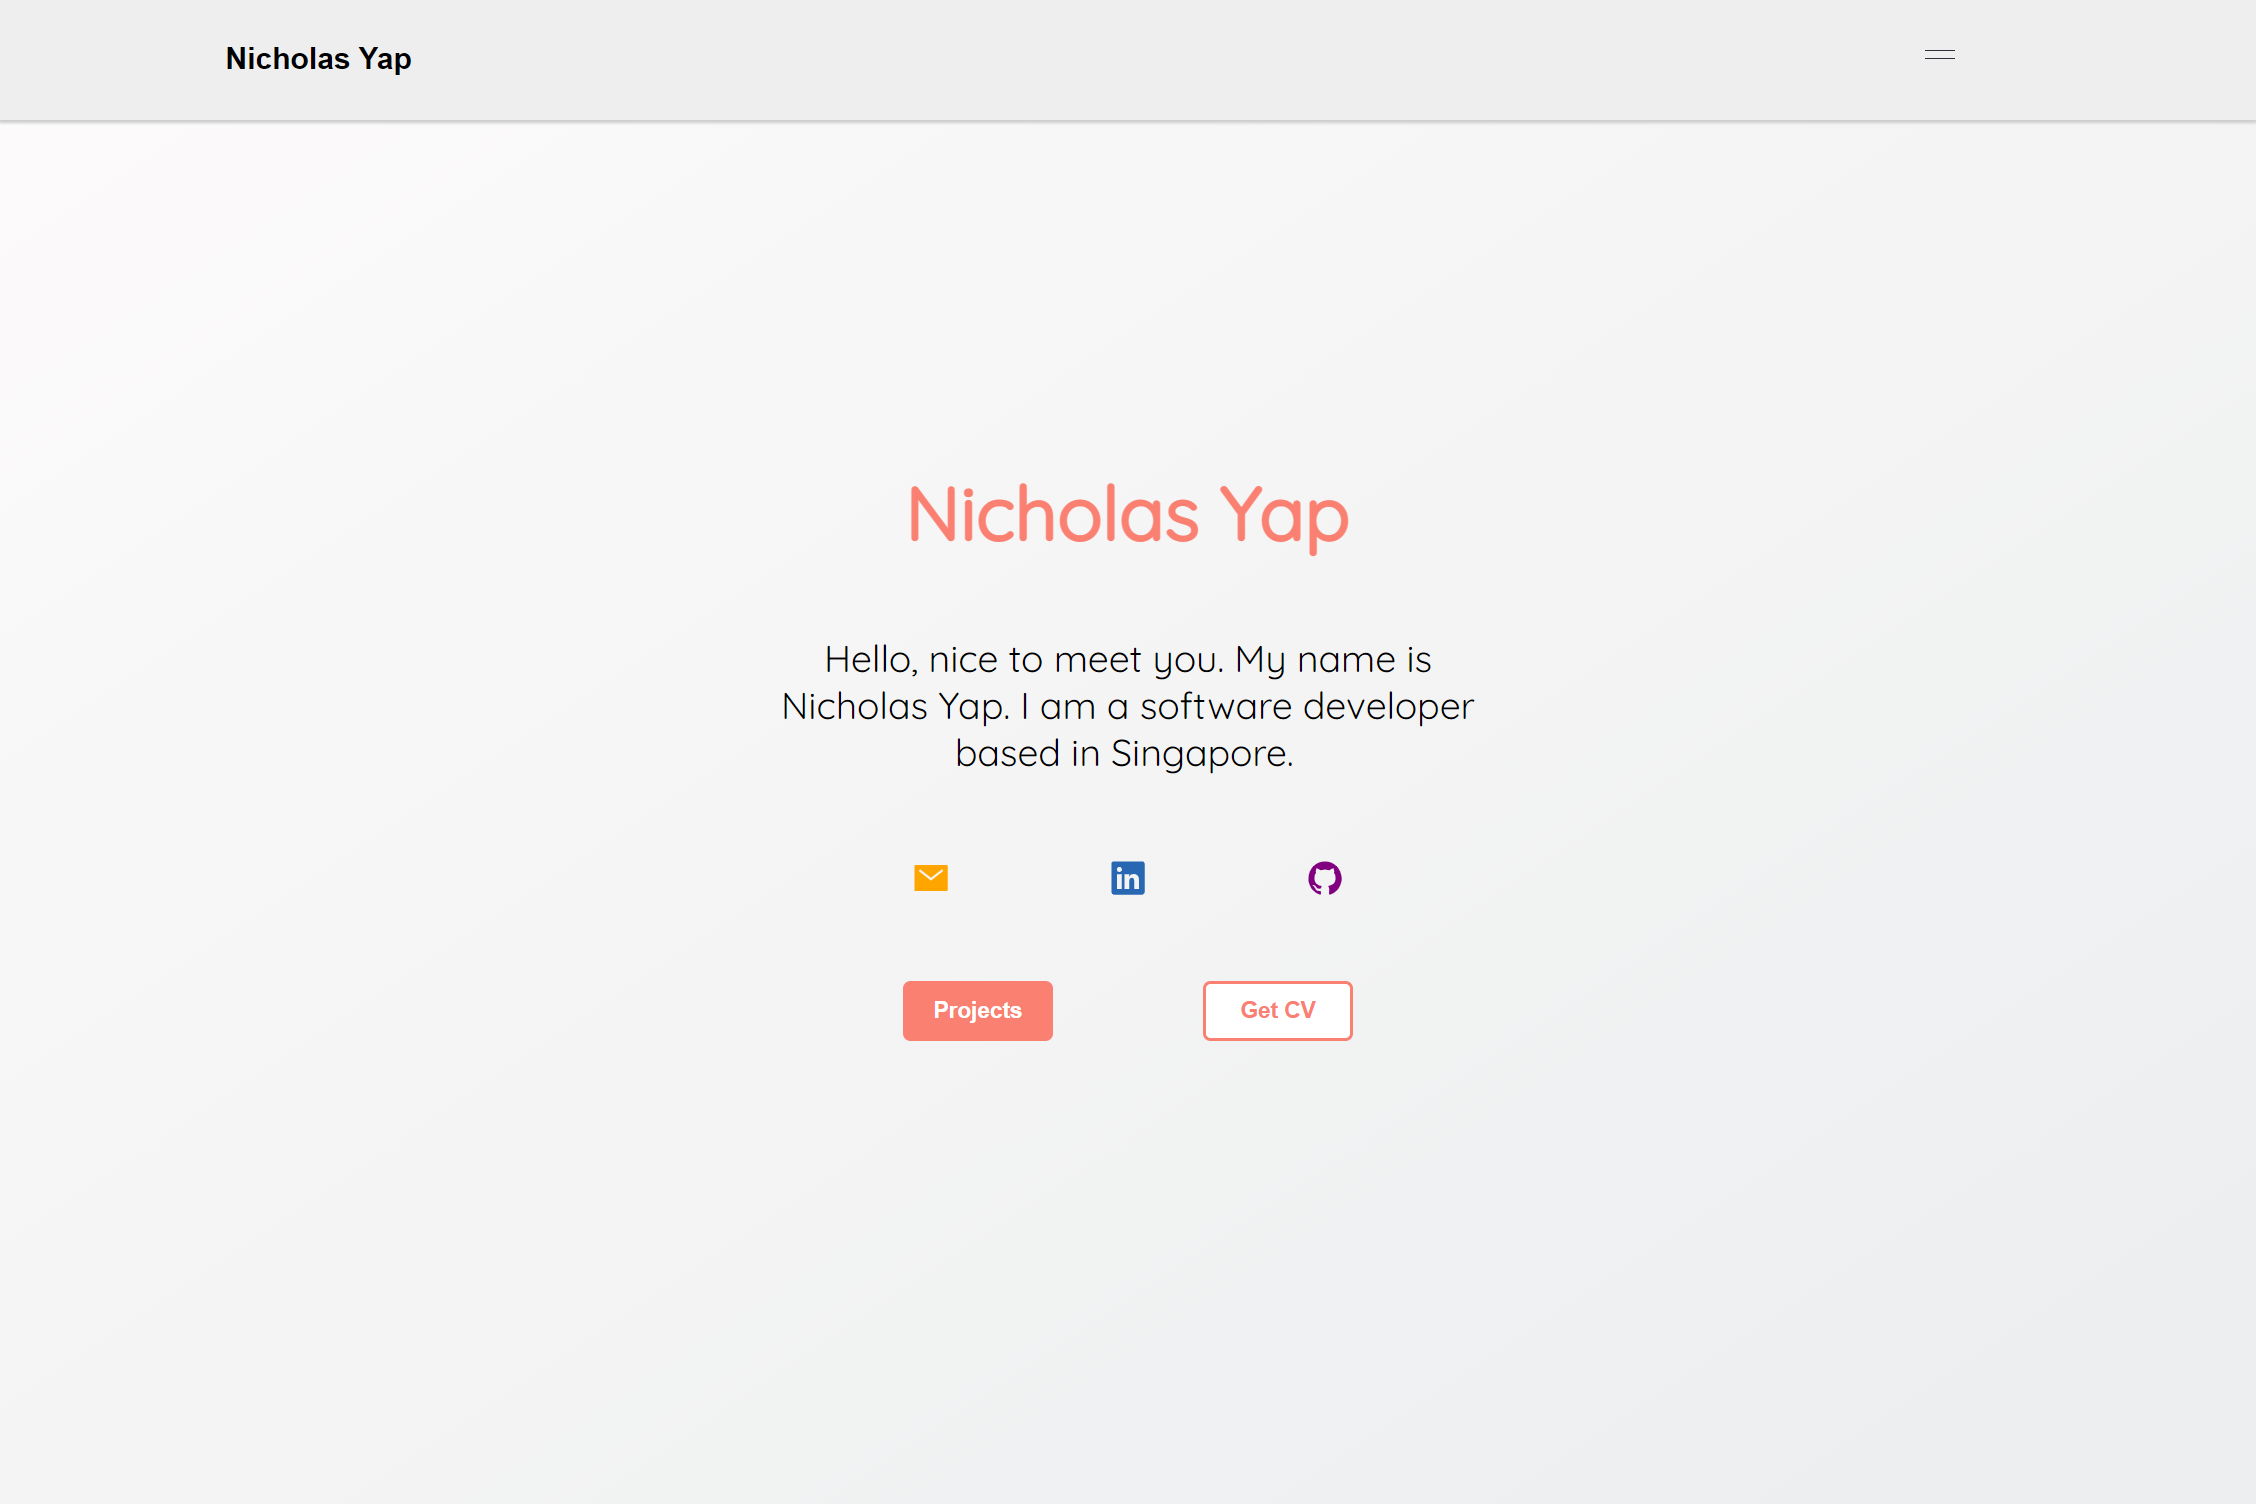 Nicholas Yap
Nicholas Yap
Hello, nice to meet you. My name is
Nicholas Yap. I am a software developer
based in Singapore.
in
Projects
Get CV